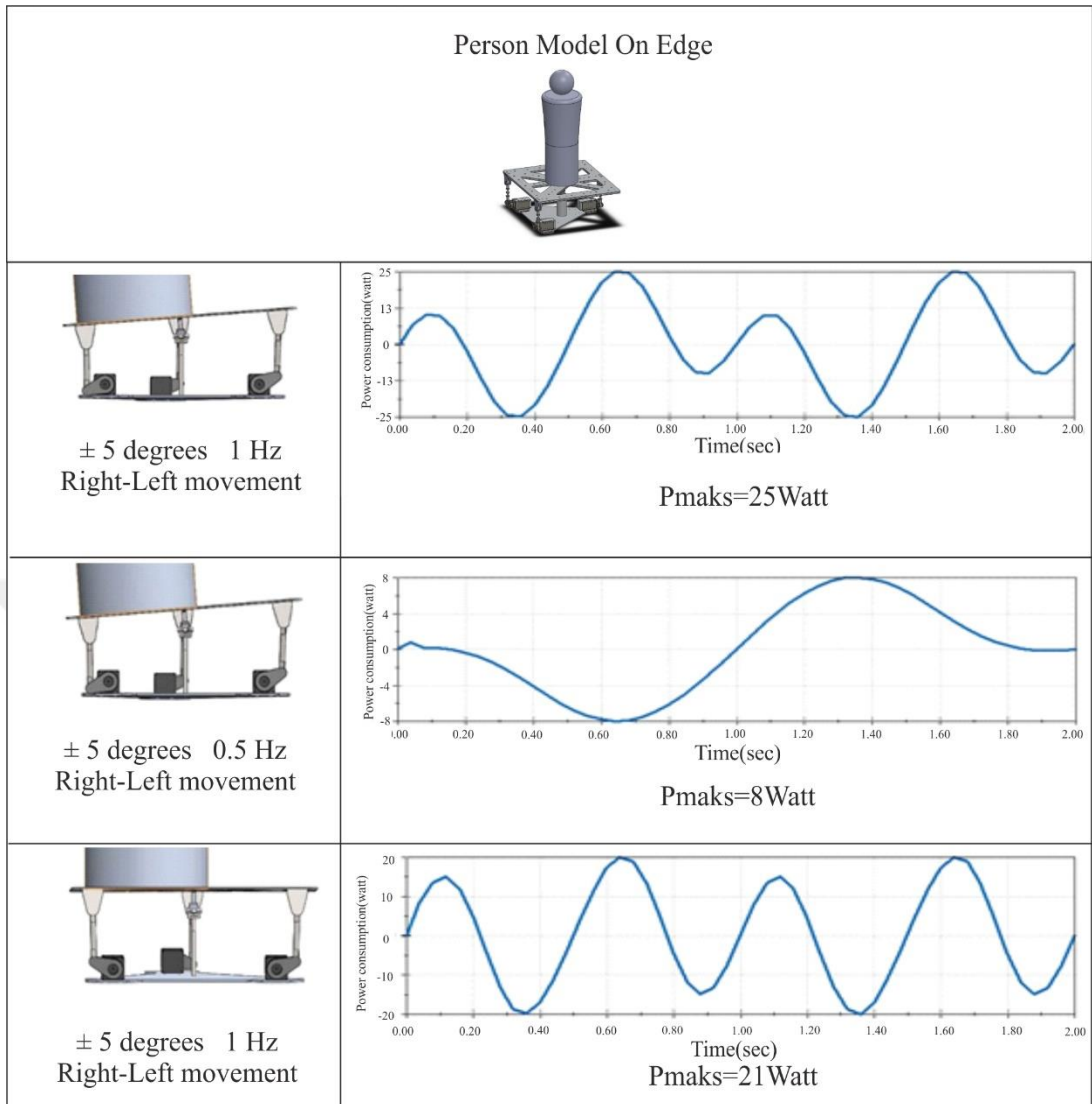 Person Model On Edge
± 5 degrees 1 Hz
Right-Left movement
Power consumption(watt)
25
13
0
-13
-25
0.00 0.20 0.40 0.60 0.80 1.00 1.20 1.40 1.60 1.80 2.00
Time(sec)
Pmaks=25Watt
± 5 degrees 0.5 Hz
Right-Left movement
Power consumption(watt)
8
4
0
-4
-8
0.00 0.20 0.40 0.60 0.80 1.00 1.20 1.40 1.60 1.80 2.00
Time(sec)
Pmaks=8Watt
± 5 degrees 1 Hz
Right-Left movement
Power consumption(watt)
20
10
0
-10
-20
0.00 0.20 0.40 0.60 0.80 1.00 1.20 1.40 1.60 1.80 2.00
Time(sec)
Pmaks=21Watt